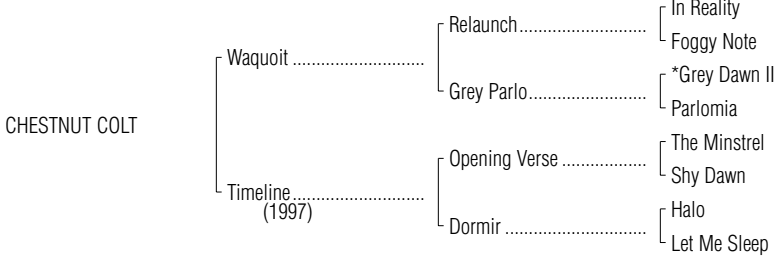 In Reality
Relaunch..............................
Foggy Note
Waquoit ...............................
*Grey Dawn II
Grey Parlo............................
Parlomia
CHESTNUT COLT
The Minstrel
Opening Verse ....................
Shy Dawn
Timeline...............................
(1997)
Halo
Dormir .................................
Let Me Sleep